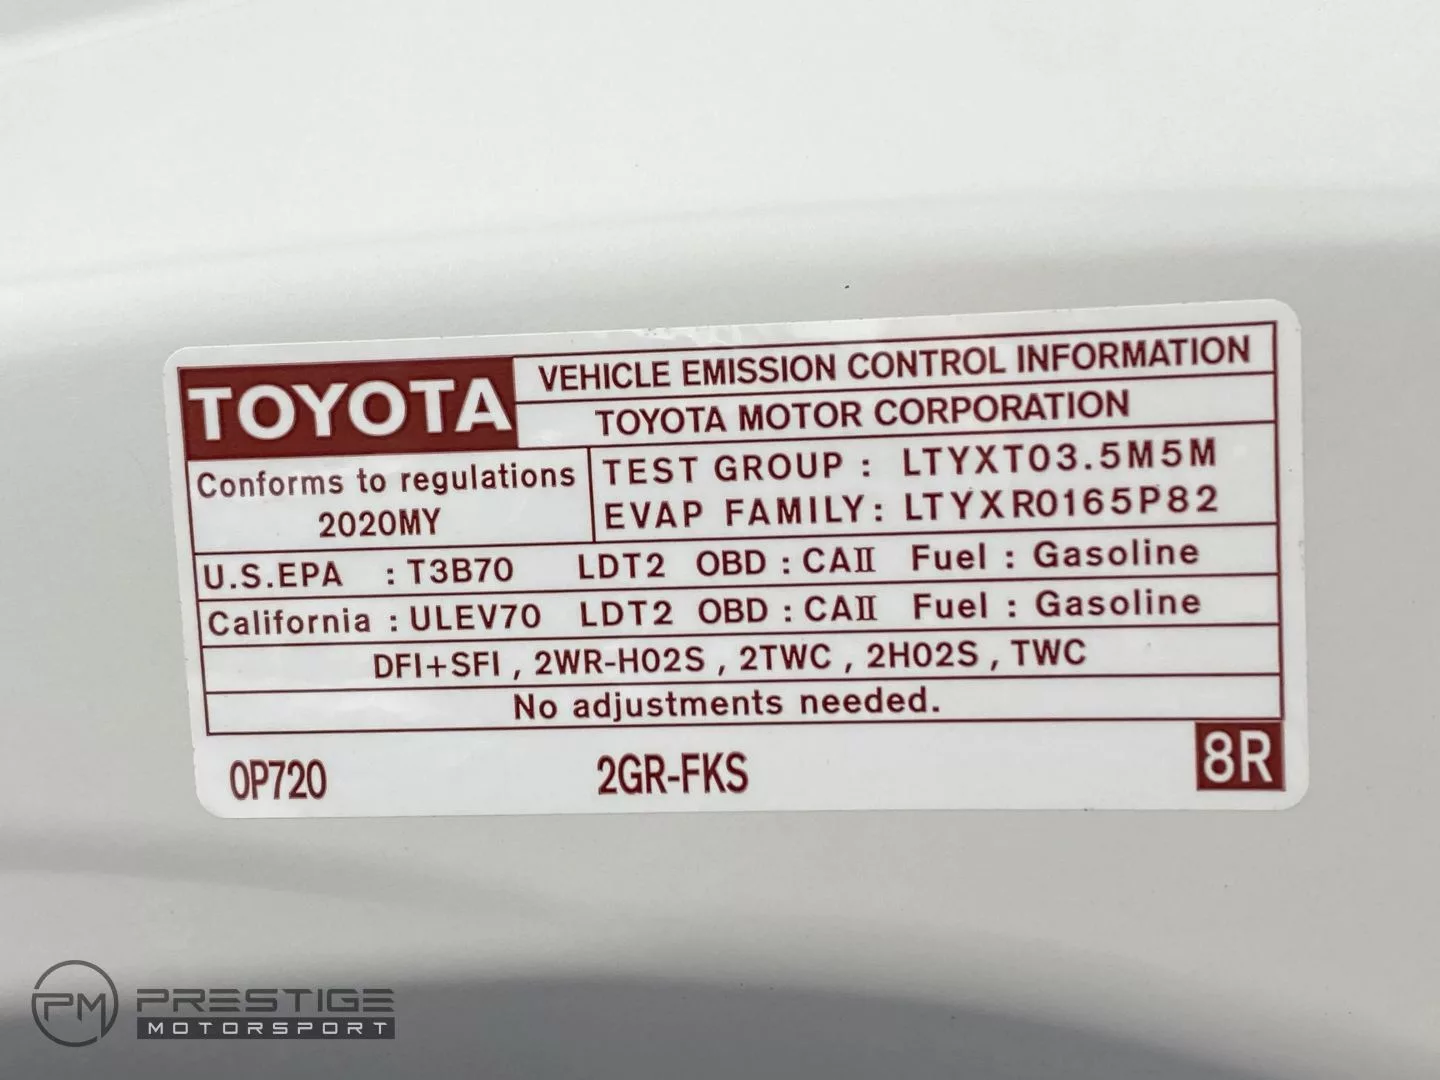 TOYOTA
VEHICLE EMISSION CONTROL INFORMATION
TOYOTA MOTOR CORPORATION
Conforms to regulations
2020MY
TEST GROUP : LTYXT03.5M5M
EVAP FAMILY: LTYXR0165P82
U.S.EPA : T3B70 LDT2 OBD : CAII Fuel : Gasoline
California : ULEV70 LDT2 OBD : CAII Fuel : Gasoline
DFI+SFI , 2WR-HO2S , 2TWC , 2HO2S , TWC
No adjustments needed.
0P720 2GR-FKS 8R
PM PRESTIGE
MOTORSPORT